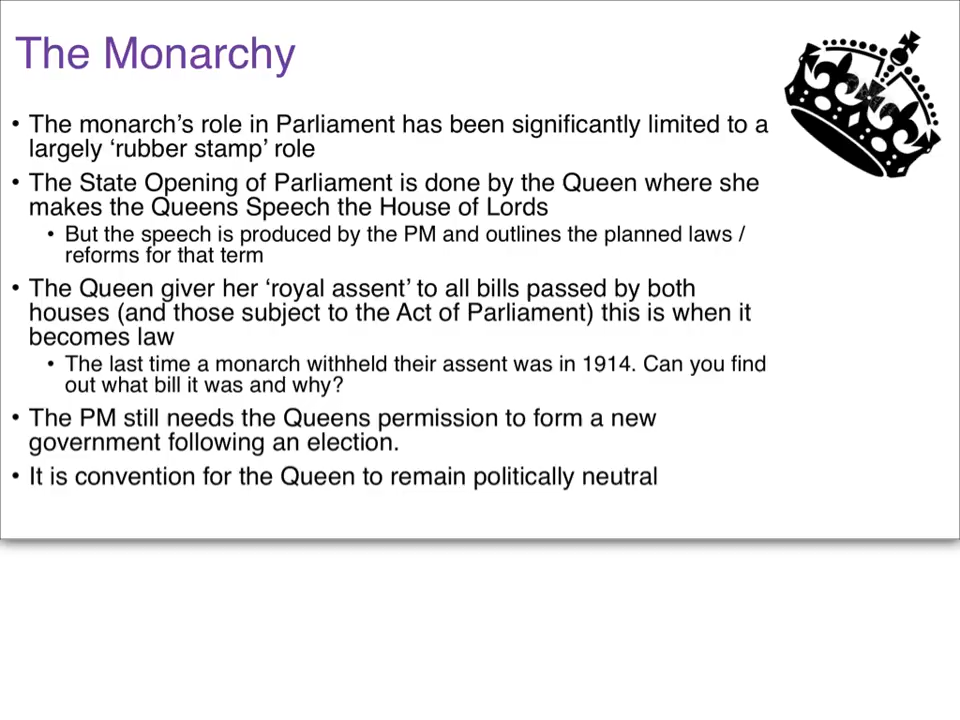 The Monarchy
• The monarch’s role in Parliament has been significantly limited to a
largely ‘rubber stamp’ role
• The State Opening of Parliament is done by the Queen where she
makes the Queens Speech the House of Lords
• But the speech is produced by the PM and outlines the planned laws /
reforms for that term
• The Queen giver her ‘royal assent’ to all bills passed by both
houses (and those subject to the Act of Parliament) this is when it
becomes law
• The last time a monarch withheld their assent was in 1914. Can you find
out what bill it was and why?
• The PM still needs the Queens permission to form a new
government following an election.
• It is convention for the Queen to remain politically neutral